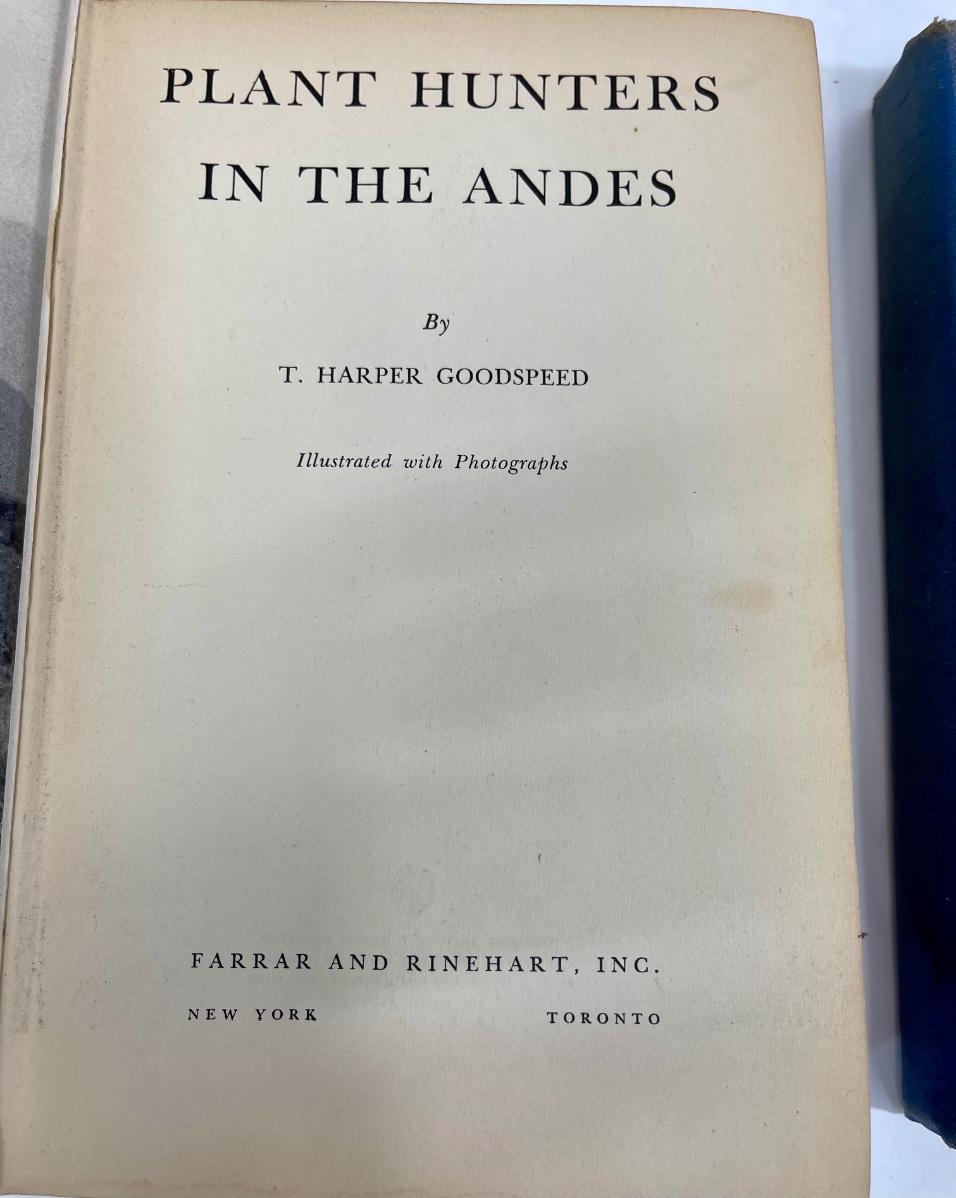 PLANT HUNTERS
IN THE ANDES
By
T. HARPER GOODSPEED
Illustrated with Photographs
FARRAR AND RINEHART, INC.
NEW YORK TORONTO